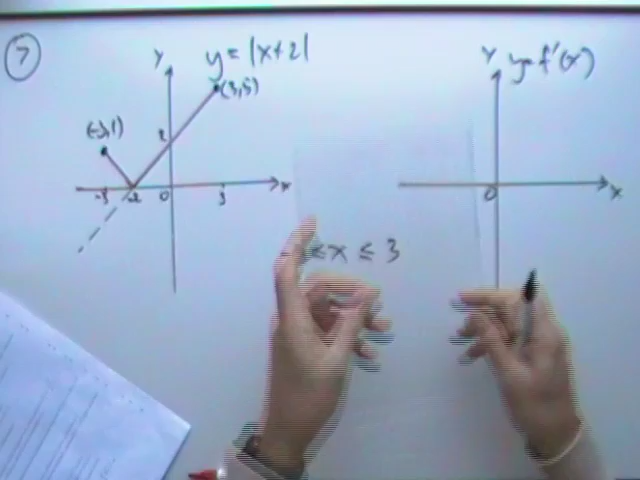 7
y = |x+2|
Y
(3,5)
(-3,1)
2
-3 -2 0 3 x
≤ x ≤ 3
Y y=f'(x)
0 x